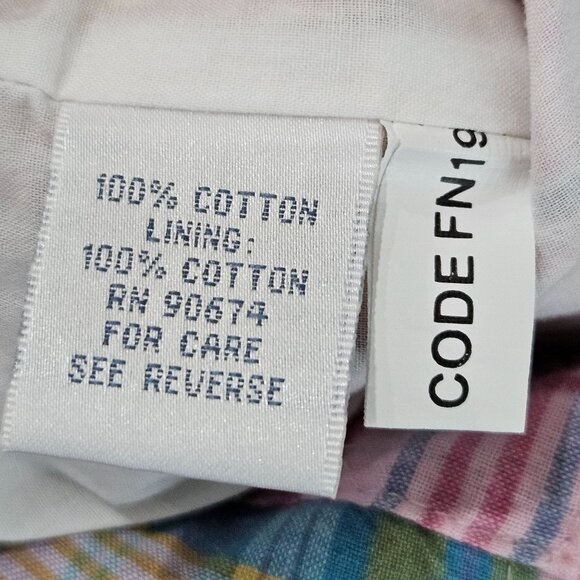 100% COTTON
LINING:
100% COTTON
RN 90674
FOR CARE
SEE REVERSE
CODE FN19